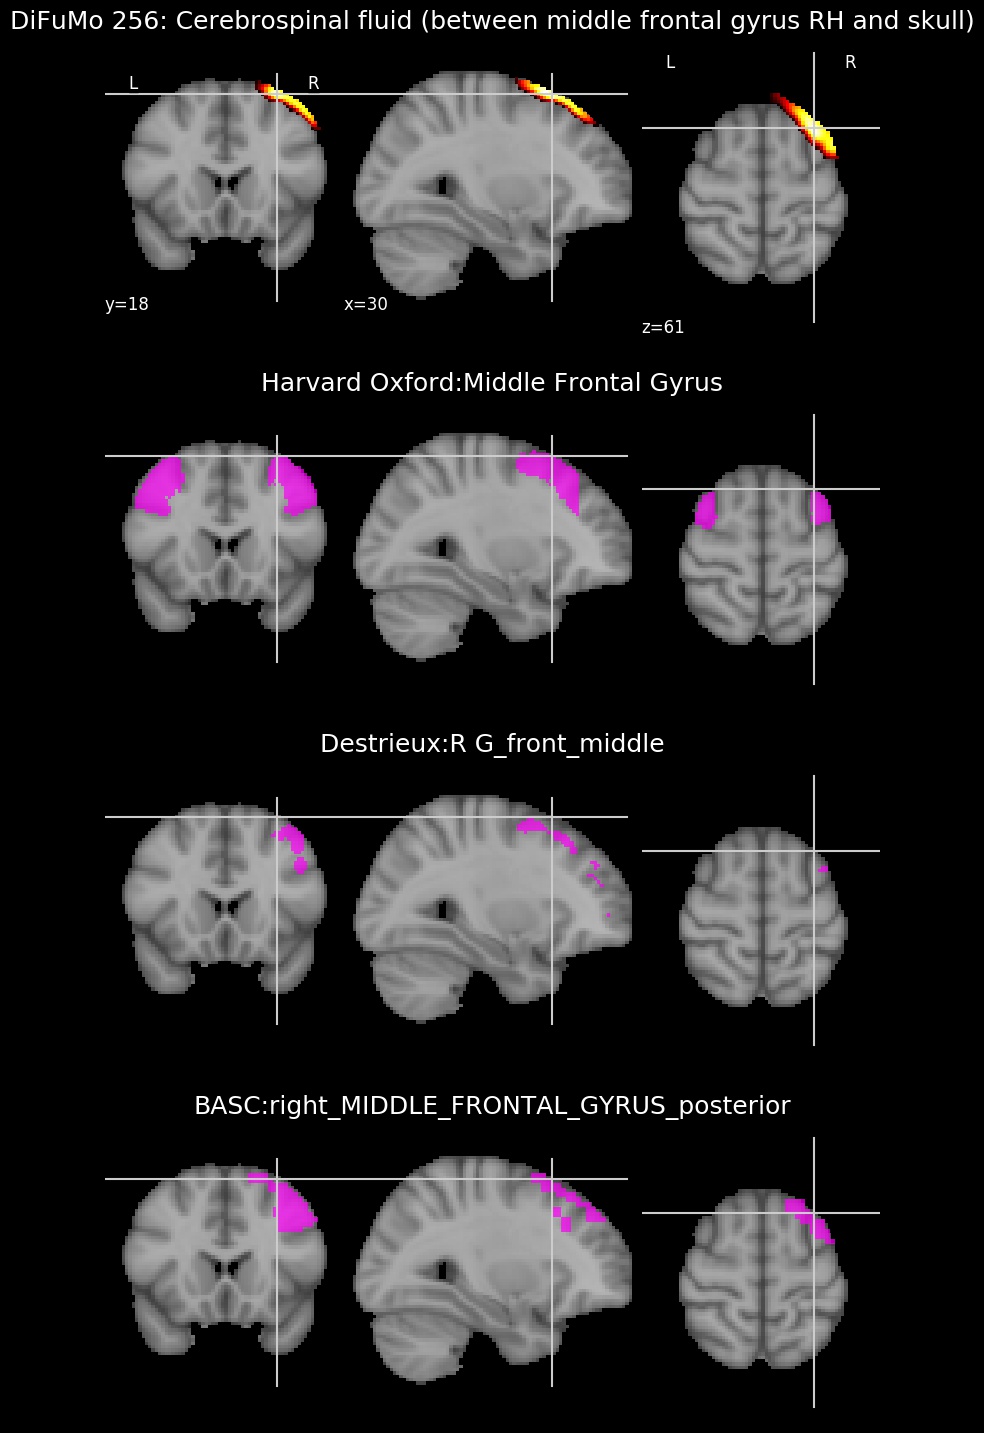 DiFuMo 256: Cerebrospinal fluid (between middle frontal gyrus RH and skull)
L R
L R
y=18
x=30
z=61
Harvard Oxford:Middle Frontal Gyrus
Destrieux:R G_front_middle
BASC:right_MIDDLE_FRONTAL_GYRUS_posterior